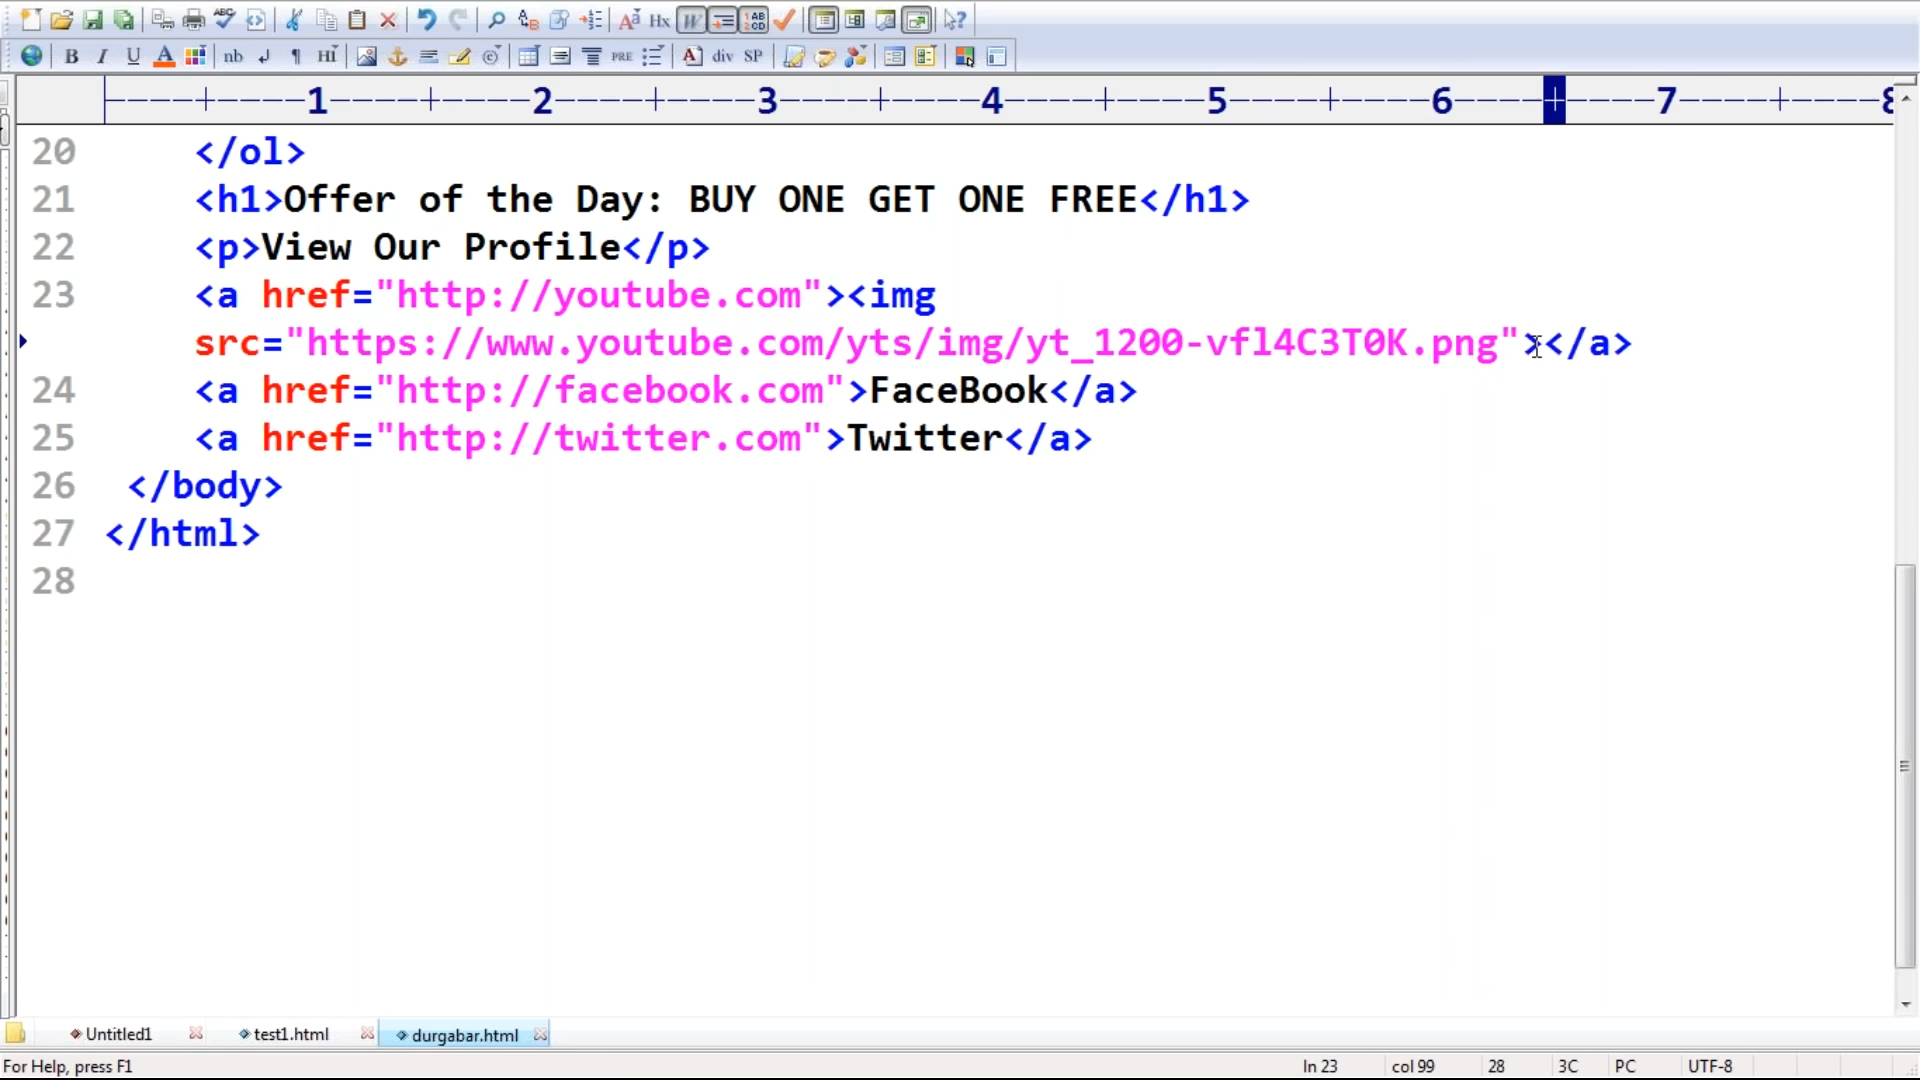 B I U A nb ¶ HI PRE A div SP
Hx W
1 2 3 4 5 6 7 8
20 </ol>
21 <h1>Offer of the Day: BUY ONE GET ONE FREE</h1>
22 <p>View Our Profile</p>
23 <a href="http://youtube.com"><img
src="https://www.youtube.com/yts/img/yt_1200-vfl4C3T0K.png"></a>
24 <a href="http://facebook.com">FaceBook</a>
25 <a href="http://twitter.com">Twitter</a>
26 </body>
27 </html>
28
Untitled1 test1.html durgabar.html
For Help, press F1 ln 23 col 99 28 3C PC UTF-8